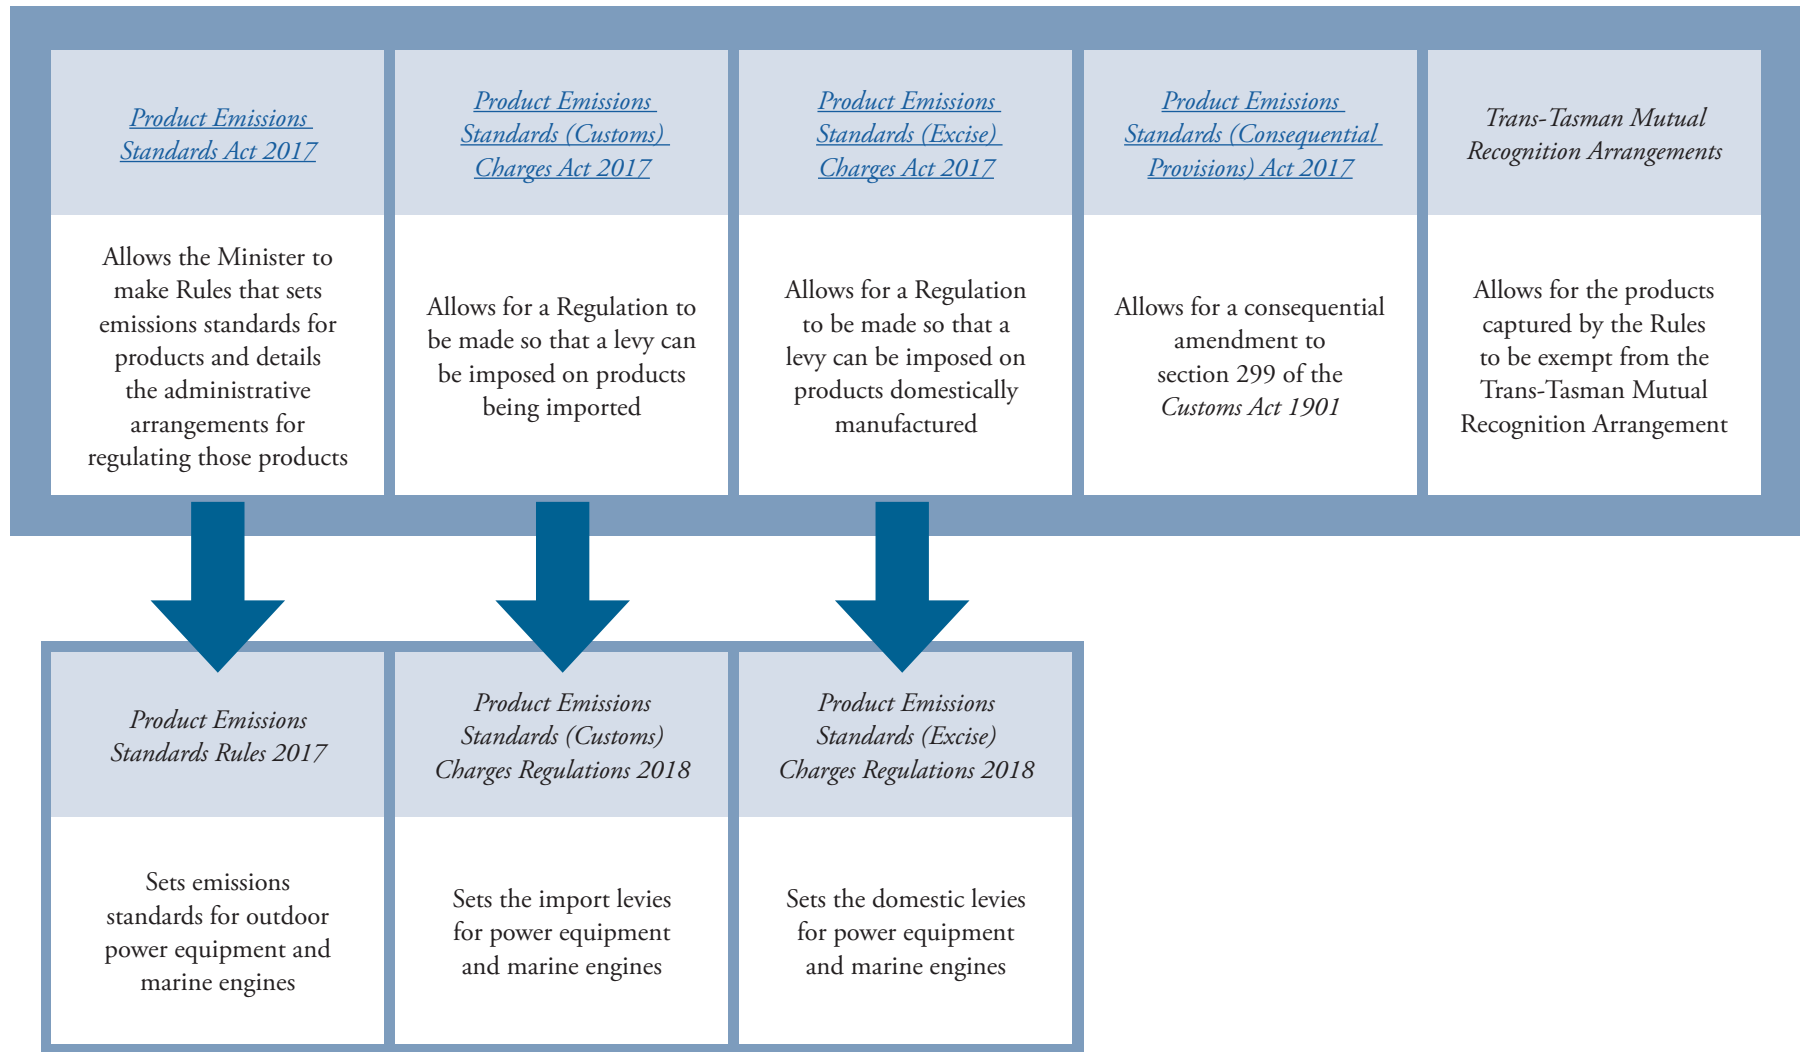 Product Emissions
Standards Act 2017
Allows the Minister to
make Rules that sets
emissions standards for
products and details
the administrative
arrangements for
regulating those products
Product Emissions
Standards (Customs)
Charges Act 2017
Allows for a Regulation to
be made so that a levy can
be imposed on products
being imported
Product Emissions
Standards (Excise)
Charges Act 2017
Allows for a Regulation
to be made so that a
levy can be imposed on
products domestically
manufactured
Product Emissions
Standards (Consequential
Provisions) Act 2017
Allows for a consequential
amendment to
section 299 of the
Customs Act 1901
Trans-Tasman Mutual
Recognition Arrangements
Allows for the products
captured by the Rules
to be exempt from the
Trans-Tasman Mutual
Recognition Arrangement
Product Emissions
Standards Rules 2017
Sets emissions
standards for outdoor
power equipment and
marine engines
Product Emissions
Standards (Customs)
Charges Regulations 2018
Sets the import levies
for power equipment
and marine engines
Product Emissions
Standards (Excise)
Charges Regulations 2018
Sets the domestic levies
for power equipment
and marine engines